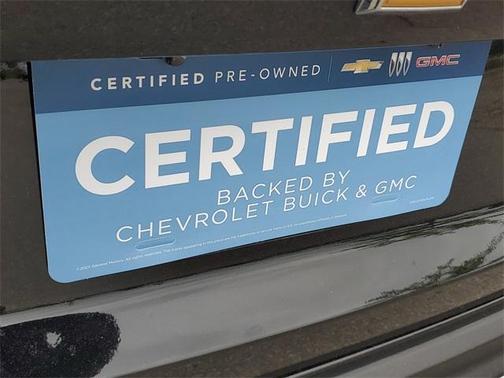 CERTIFIED PRE-OWNED | GMC
CERTIFIED
BACKED BY
CHEVROLET BUICK & GMC